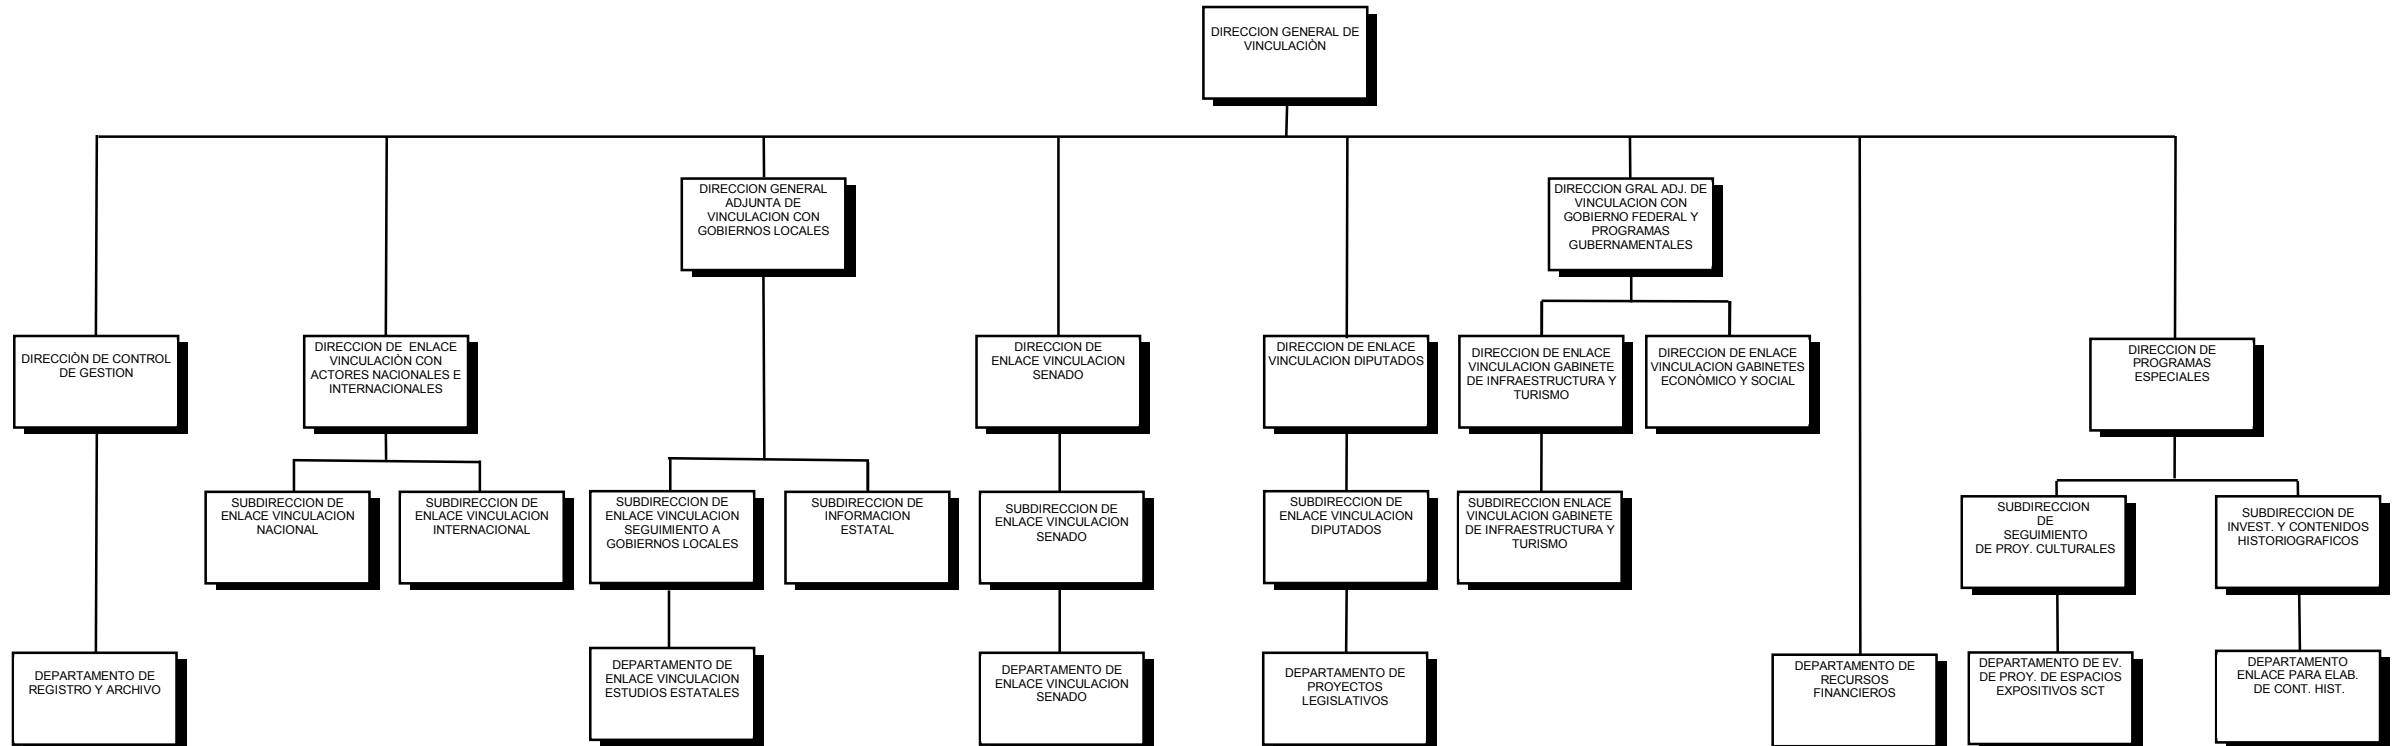 DIRECCION GENERAL DE
VINCULACIÒN
DIRECCION GENERAL
ADJUNTA DE
VINCULACION CON
GOBIERNOS LOCALES
DIRECCION GRAL ADJ. DE
VINCULACION CON
GOBIERNO FEDERAL Y
PROGRAMAS
GUBERNAMENTALES
DIRECCIÒN DE CONTROL
DE GESTION
DIRECCION DE  ENLACE
VINCULACIÒN CON
ACTORES NACIONALES E
INTERNACIONALES
DIRECCION DE
ENLACE VINCULACION
SENADO
DIRECCION DE ENLACE
VINCULACION DIPUTADOS
DIRECCION DE ENLACE
VINCULACION GABINETE
DE INFRAESTRUCTURA Y
TURISMO
DIRECCION DE ENLACE
VINCULACION GABINETES
ECONÒMICO Y SOCIAL
DIRECCION DE
PROGRAMAS
ESPECIALES
SUBDIRECCION DE
ENLACE VINCULACION
NACIONAL
SUBDIRECCION DE
ENLACE VINCULACION
INTERNACIONAL
SUBDIRECCION DE
ENLACE VINCULACION
SEGUIMIENTO A
GOBIERNOS LOCALES
SUBDIRECCION DE
INFORMACION
ESTATAL
SUBDIRECCION DE
ENLACE VINCULACION
SENADO
SUBDIRECCION DE
ENLACE VINCULACION
DIPUTADOS
SUBDIRECCION ENLACE
VINCULACION GABINETE
DE INFRAESTRUCTURA Y
TURISMO
SUBDIRECCION
DE
SEGUIMIENTO
DE PROY. CULTURALES
SUBDIRECCION DE
INVEST. Y CONTENIDOS
HISTORIOGRAFICOS
DEPARTAMENTO DE
REGISTRO Y ARCHIVO
DEPARTAMENTO DE
ENLACE VINCULACION
ESTUDIOS ESTATALES
DEPARTAMENTO DE
ENLACE VINCULACION
SENADO
DEPARTAMENTO DE
PROYECTOS
LEGISLATIVOS
DEPARTAMENTO DE
RECURSOS
FINANCIEROS
DEPARTAMENTO DE EV.
DE PROY. DE ESPACIOS
EXPOSITIVOS SCT
DEPARTAMENTO
ENLACE PARA ELAB.
DE CONT. HIST.